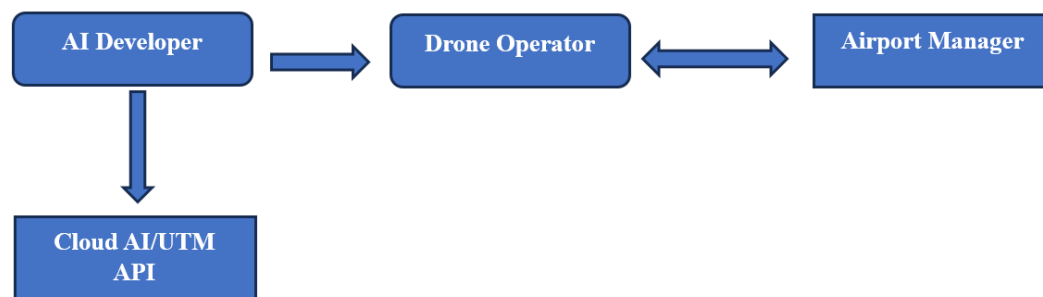 AI Developer
Drone Operator
Airport Manager
Cloud AI/UTM
API